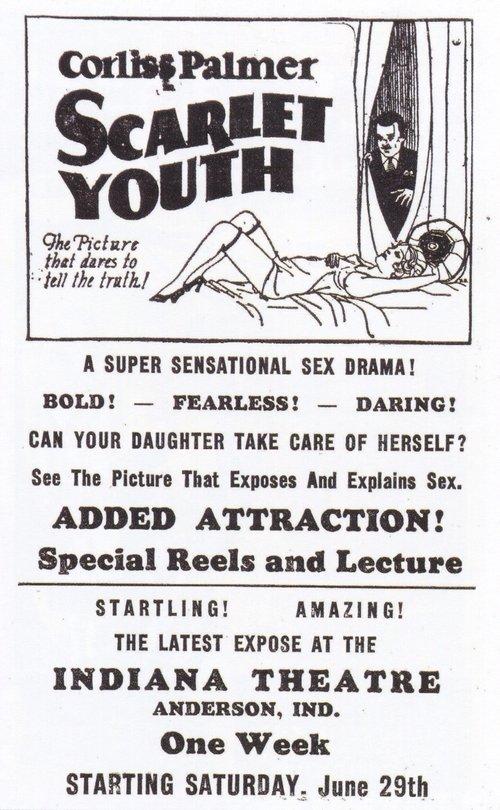 Corliss Palmer
SCARLET
YOUTH
The Picture
that dares to
tell the truth!
A SUPER SENSATIONAL SEX DRAMA!
BOLD! — FEARLESS! — DARING!
CAN YOUR DAUGHTER TAKE CARE OF HERSELF?
See The Picture That Exposes And Explains Sex.
ADDED ATTRACTION!
Special Reels and Lecture
STARTLING! AMAZING!
THE LATEST EXPOSE AT THE
INDIANA THEATRE
ANDERSON, IND.
One Week
STARTING SATURDAY. June 29th